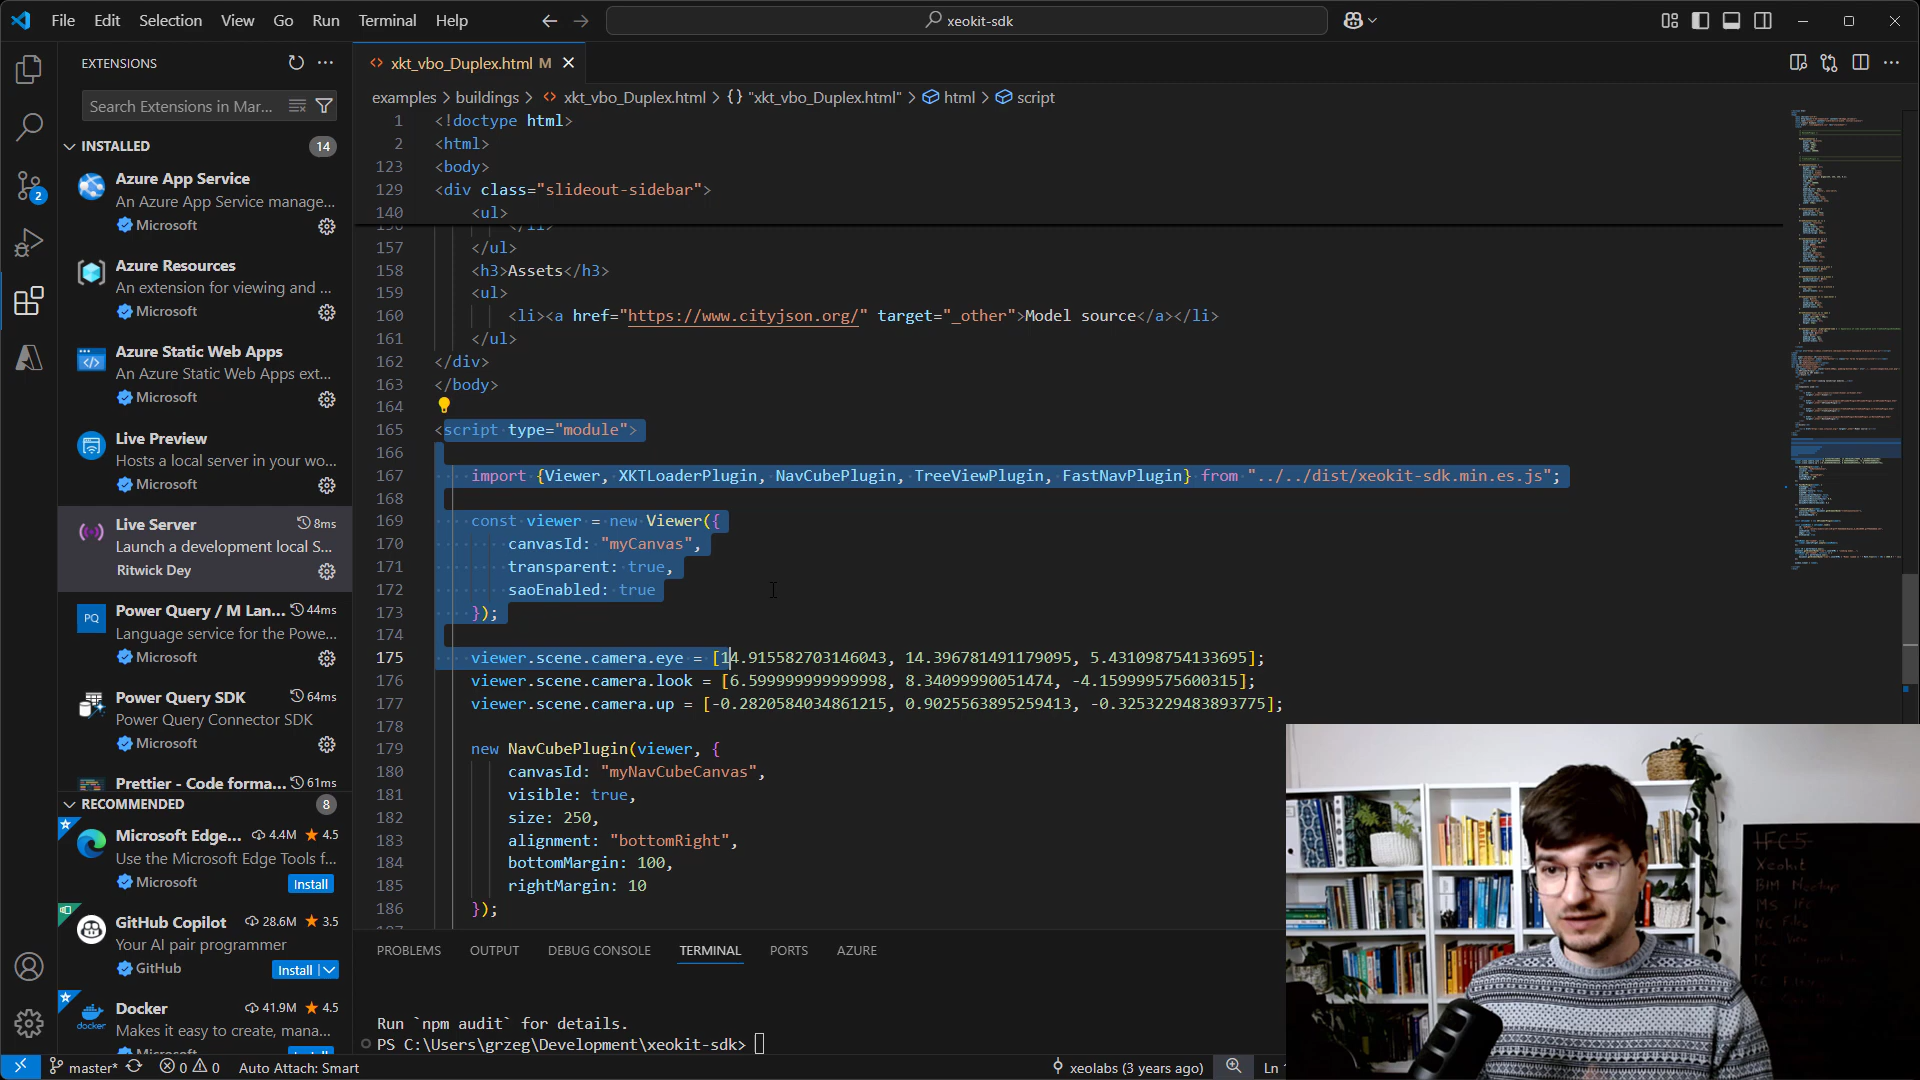 File Edit Selection View Go Run Terminal Help
xeokit-sdk
EXTENSIONS
xkt_vbo_Duplex.html M
Search Extensions in Mar...
examples > buildings > xkt_vbo_Duplex.html > {} "xkt_vbo_Duplex.html" > html > script
INSTALLED 14
Azure App Service
An Azure App Service manage...
Microsoft
Azure Resources
An extension for viewing and ...
Microsoft
Azure Static Web Apps
An Azure Static Web Apps ext...
Microsoft
Live Preview
Hosts a local server in your wo...
Microsoft
Live Server 8ms
Launch a development local S...
Ritwick Dey
Power Query / M Lan... 44ms
Language service for the Powe...
Microsoft
Power Query SDK 64ms
Power Query Connector SDK
Microsoft
Prettier - Code forma... 61ms
RECOMMENDED 8
Microsoft Edge... 4.4M 4.5
Use the Microsoft Edge Tools f...
Microsoft Install
GitHub Copilot 28.6M 3.5
Your AI pair programmer
GitHub Install
Docker 41.9M 4.5
Makes it easy to create, mana...
2
PQ
docker
1 <!doctype html>
2 <html>
123 <body>
129 <div class="slideout-sidebar">
140 <ul>
156 </li>
157 </ul>
158 <h3>Assets</h3>
159 <ul>
160 <li><a href="https://www.cityjson.org/" target="_other">Model source</a></li>
161 </ul>
162 </div>
163 </body>
164
165 <script type="module">
166
167 import {Viewer, XKTLoaderPlugin, NavCubePlugin, TreeViewPlugin, FastNavPlugin} from "../../dist/xeokit-sdk.min.es.js";
168
169 const viewer = new Viewer({
170 canvasId: "myCanvas",
171 transparent: true,
172 saoEnabled: true
173 });
174
175 viewer.scene.camera.eye = [14.915582703146043, 14.396781491179095, 5.431098754133695];
176 viewer.scene.camera.look = [6.599999999999998, 8.34099990051474, -4.159999575600315];
177 viewer.scene.camera.up = [-0.2820584034861215, 0.9025563895259413, -0.3253229483893775];
178
179 new NavCubePlugin(viewer, {
180 canvasId: "myNavCubeCanvas",
181 visible: true,
182 size: 250,
183 alignment: "bottomRight",
184 bottomMargin: 100,
185 rightMargin: 10
186 });
PROBLEMS OUTPUT DEBUG CONSOLE TERMINAL PORTS AZURE
Run `npm audit` for details.
PS C:\Users\grzeg\Development\xeokit-sdk>
IFC5
Xeokit
BIM Meetup
master* 0 0 Auto Attach: Smart
xeolabs (3 years ago) Ln 1